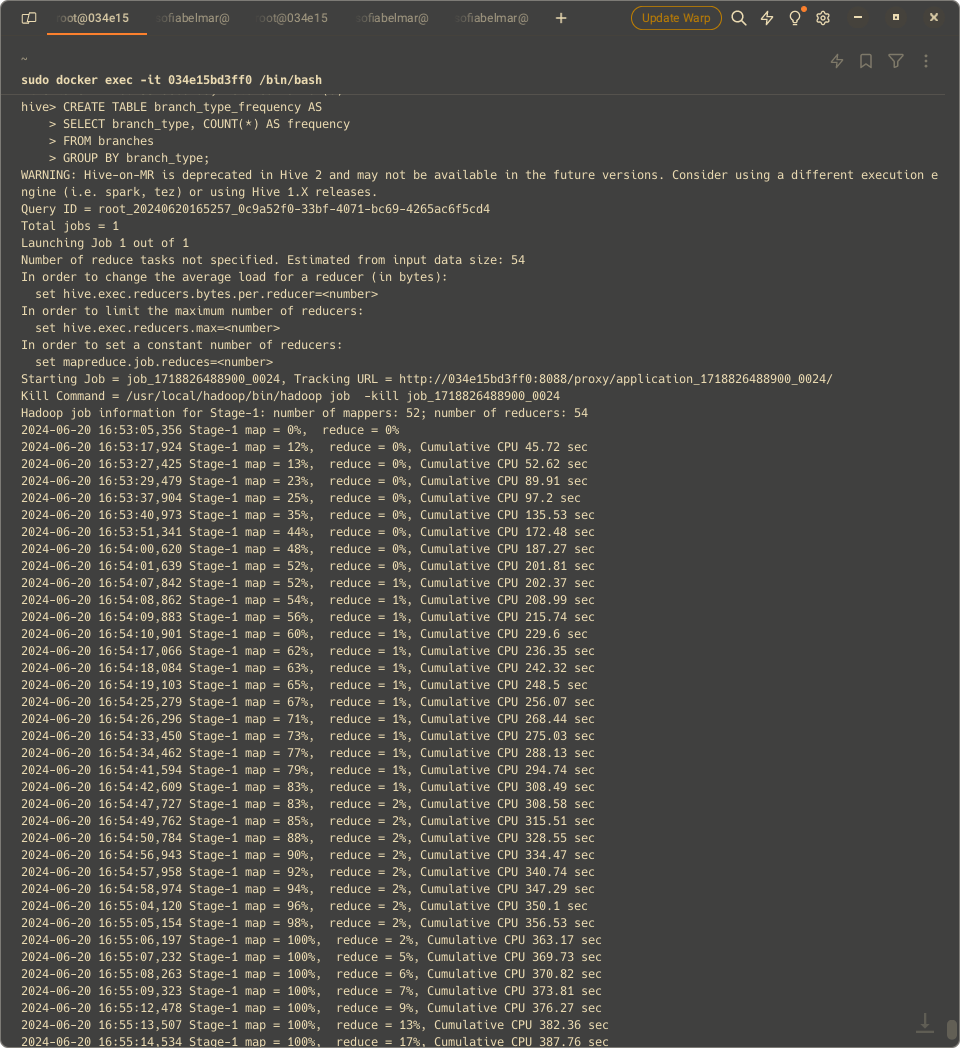 oot@034e15 ofiabelmar@ oot@034e15 ofiabelmar@ ofiabelmar@ + Update Warp
~
sudo docker exec -it 034e15bd3ff0 /bin/bash
hive> CREATE TABLE branch_type_frequency AS
    > SELECT branch_type, COUNT(*) AS frequency
    > FROM branches
    > GROUP BY branch_type;
WARNING: Hive-on-MR is deprecated in Hive 2 and may not be available in the future versions. Consider using a different execution e
ngine (i.e. spark, tez) or using Hive 1.X releases.
Query ID = root_20240620165257_0c9a52f0-33bf-4071-bc69-4265ac6f5cd4
Total jobs = 1
Launching Job 1 out of 1
Number of reduce tasks not specified. Estimated from input data size: 54
In order to change the average load for a reducer (in bytes):
  set hive.exec.reducers.bytes.per.reducer=<number>
In order to limit the maximum number of reducers:
  set hive.exec.reducers.max=<number>
In order to set a constant number of reducers:
  set mapreduce.job.reduces=<number>
Starting Job = job_1718826488900_0024, Tracking URL = http://034e15bd3ff0:8088/proxy/application_1718826488900_0024/
Kill Command = /usr/local/hadoop/bin/hadoop job  -kill job_1718826488900_0024
Hadoop job information for Stage-1: number of mappers: 52; number of reducers: 54
2024-06-20 16:53:05,356 Stage-1 map = 0%,  reduce = 0%
2024-06-20 16:53:17,924 Stage-1 map = 12%,  reduce = 0%, Cumulative CPU 45.72 sec
2024-06-20 16:53:27,425 Stage-1 map = 13%,  reduce = 0%, Cumulative CPU 52.62 sec
2024-06-20 16:53:29,479 Stage-1 map = 23%,  reduce = 0%, Cumulative CPU 89.91 sec
2024-06-20 16:53:37,904 Stage-1 map = 25%,  reduce = 0%, Cumulative CPU 97.2 sec
2024-06-20 16:53:40,973 Stage-1 map = 35%,  reduce = 0%, Cumulative CPU 135.53 sec
2024-06-20 16:53:51,341 Stage-1 map = 44%,  reduce = 0%, Cumulative CPU 172.48 sec
2024-06-20 16:54:00,620 Stage-1 map = 48%,  reduce = 0%, Cumulative CPU 187.27 sec
2024-06-20 16:54:01,639 Stage-1 map = 52%,  reduce = 0%, Cumulative CPU 201.81 sec
2024-06-20 16:54:07,842 Stage-1 map = 52%,  reduce = 1%, Cumulative CPU 202.37 sec
2024-06-20 16:54:08,862 Stage-1 map = 54%,  reduce = 1%, Cumulative CPU 208.99 sec
2024-06-20 16:54:09,883 Stage-1 map = 56%,  reduce = 1%, Cumulative CPU 215.74 sec
2024-06-20 16:54:10,901 Stage-1 map = 60%,  reduce = 1%, Cumulative CPU 229.6 sec
2024-06-20 16:54:17,066 Stage-1 map = 62%,  reduce = 1%, Cumulative CPU 236.35 sec
2024-06-20 16:54:18,084 Stage-1 map = 63%,  reduce = 1%, Cumulative CPU 242.32 sec
2024-06-20 16:54:19,103 Stage-1 map = 65%,  reduce = 1%, Cumulative CPU 248.5 sec
2024-06-20 16:54:25,279 Stage-1 map = 67%,  reduce = 1%, Cumulative CPU 256.07 sec
2024-06-20 16:54:26,296 Stage-1 map = 71%,  reduce = 1%, Cumulative CPU 268.44 sec
2024-06-20 16:54:33,450 Stage-1 map = 73%,  reduce = 1%, Cumulative CPU 275.03 sec
2024-06-20 16:54:34,462 Stage-1 map = 77%,  reduce = 1%, Cumulative CPU 288.13 sec
2024-06-20 16:54:41,594 Stage-1 map = 79%,  reduce = 1%, Cumulative CPU 294.74 sec
2024-06-20 16:54:42,609 Stage-1 map = 83%,  reduce = 1%, Cumulative CPU 308.49 sec
2024-06-20 16:54:47,727 Stage-1 map = 83%,  reduce = 2%, Cumulative CPU 308.58 sec
2024-06-20 16:54:49,762 Stage-1 map = 85%,  reduce = 2%, Cumulative CPU 315.51 sec
2024-06-20 16:54:50,784 Stage-1 map = 88%,  reduce = 2%, Cumulative CPU 328.55 sec
2024-06-20 16:54:56,943 Stage-1 map = 90%,  reduce = 2%, Cumulative CPU 334.47 sec
2024-06-20 16:54:57,958 Stage-1 map = 92%,  reduce = 2%, Cumulative CPU 340.74 sec
2024-06-20 16:54:58,974 Stage-1 map = 94%,  reduce = 2%, Cumulative CPU 347.29 sec
2024-06-20 16:55:04,120 Stage-1 map = 96%,  reduce = 2%, Cumulative CPU 350.1 sec
2024-06-20 16:55:05,154 Stage-1 map = 98%,  reduce = 2%, Cumulative CPU 356.53 sec
2024-06-20 16:55:06,197 Stage-1 map = 100%,  reduce = 2%, Cumulative CPU 363.17 sec
2024-06-20 16:55:07,232 Stage-1 map = 100%,  reduce = 5%, Cumulative CPU 369.73 sec
2024-06-20 16:55:08,263 Stage-1 map = 100%,  reduce = 6%, Cumulative CPU 370.82 sec
2024-06-20 16:55:09,323 Stage-1 map = 100%,  reduce = 7%, Cumulative CPU 373.81 sec
2024-06-20 16:55:12,478 Stage-1 map = 100%,  reduce = 9%, Cumulative CPU 376.27 sec
2024-06-20 16:55:13,507 Stage-1 map = 100%,  reduce = 13%, Cumulative CPU 382.36 sec
2024-06-20 16:55:14,534 Stage-1 map = 100%,  reduce = 17%, Cumulative CPU 387.76 sec